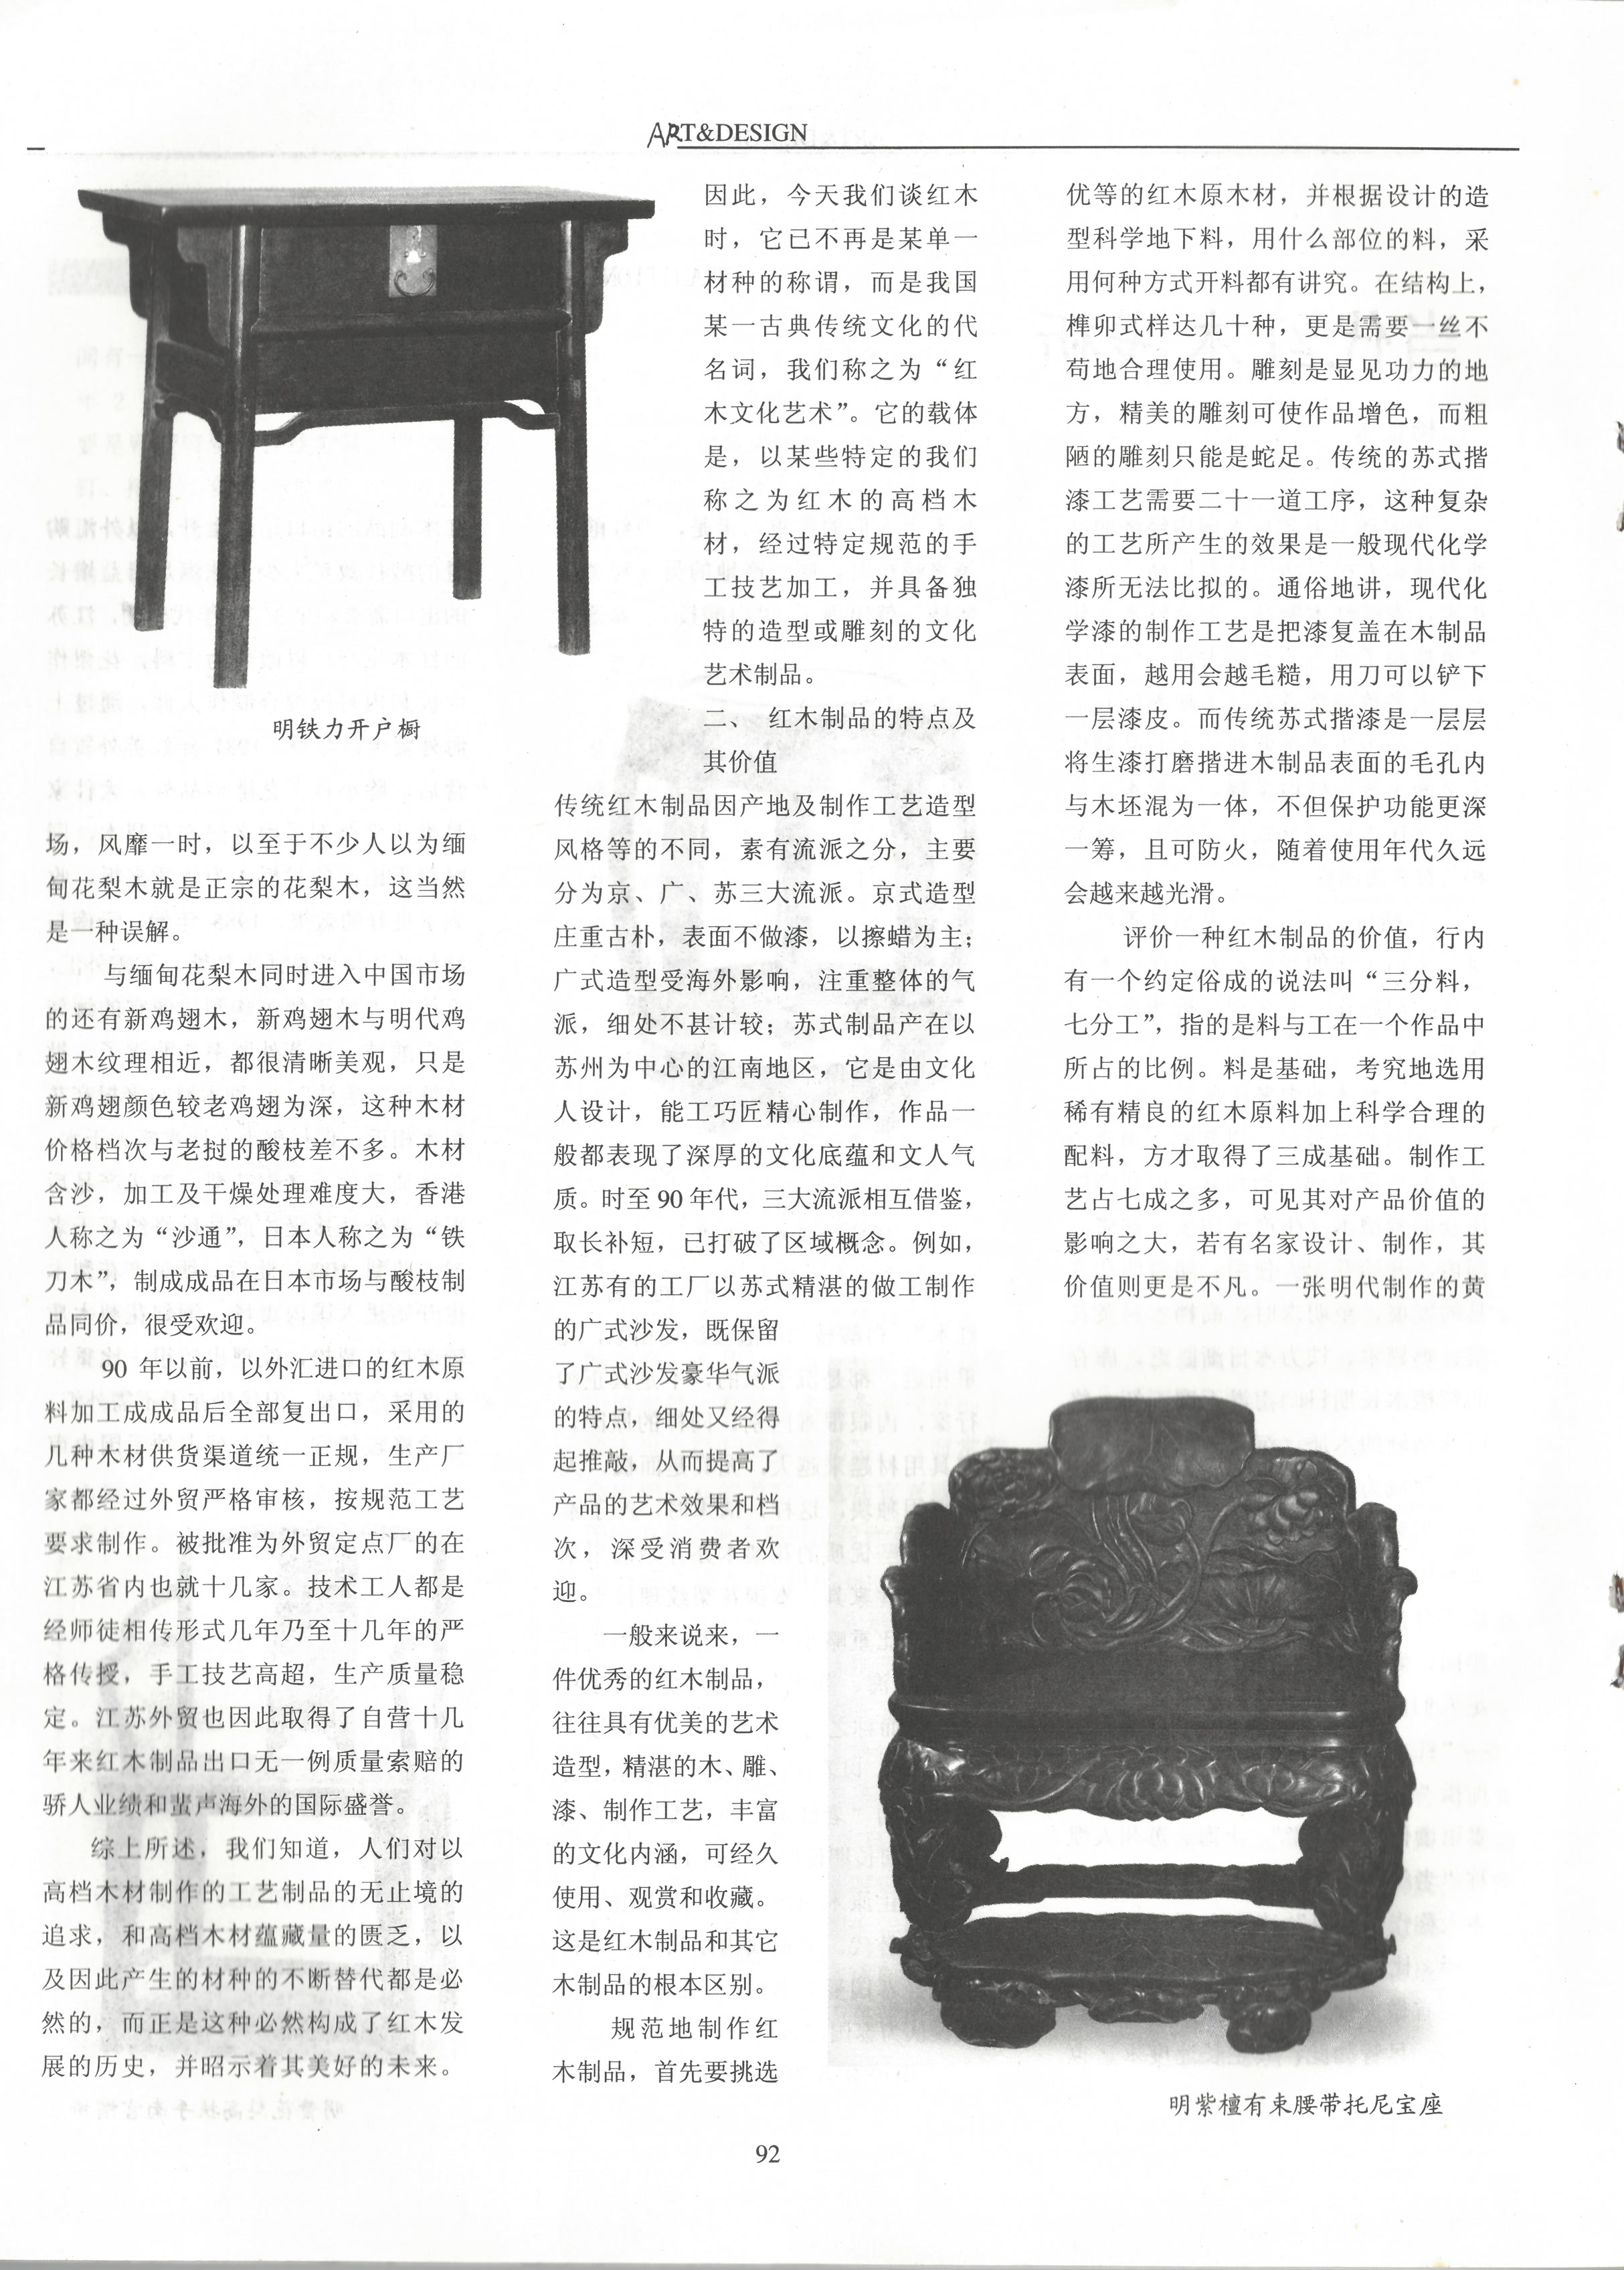 ART&DESIGN
明铁力开户橱
场，风靡一时，以至于不少人以为缅
甸花梨木就是正宗的花梨木，这当然
是一种误解。
与缅甸花梨木同时进入中国市场
的还有新鸡翅木，新鸡翅木与明代鸡
翅木纹理相近，都很清晰美观，只是
新鸡翅颜色较老鸡翅为深，这种木材
价格档次与老挝的酸枝差不多。木材
含沙，加工及干燥处理难度大，香港
人称之为“沙通”，日本人称之为“铁
刀木”，制成成品在日本市场与酸枝制
品同价，很受欢迎。
90 年以前，以外汇进口的红木原
料加工成成品后全部复出口，采用的
几种木材供货渠道统一正规，生产厂
家都经过外贸严格审核，按规范工艺
要求制作。被批准为外贸定点厂的在
江苏省内也就十几家。技术工人都是
经师徒相传形式几年乃至十几年的严
格传授，手工技艺高超，生产质量稳
定。江苏外贸也因此取得了自营十几
年来红木制品出口无一例质量索赔的
骄人业绩和蜚声海外的国际盛誉。
综上所述，我们知道，人们对以
高档木材制作的工艺制品的无止境的
追求，和高档木材蕴藏量的匮乏，以
及因此产生的材种的不断替代都是必
然的，而正是这种必然构成了红木发
展的历史，并昭示着其美好的未来。
因此，今天我们谈红木
时，它已不再是某单一
材种的称谓，而是我国
某一古典传统文化的代
名词，我们称之为“红
木文化艺术”。它的载体
是，以某些特定的我们
称之为红木的高档木
材，经过特定规范的手
工技艺加工，并具备独
特的造型或雕刻的文化
艺术制品。
二、 红木制品的特点及
其价值
传统红木制品因产地及制作工艺造型
风格等的不同，素有流派之分，主要
分为京、广、苏三大流派。京式造型
庄重古朴，表面不做漆，以擦蜡为主；
广式造型受海外影响，注重整体的气
派，细处不甚计较；苏式制品产在以
苏州为中心的江南地区，它是由文化
人设计，能工巧匠精心制作，作品一
般都表现了深厚的文化底蕴和文人气
质。时至 90 年代，三大流派相互借鉴，
取长补短，已打破了区域概念。例如，
江苏有的工厂以苏式精湛的做工制作
的广式沙发，既保留
了广式沙发豪华气派
的特点，细处又经得
起推敲，从而提高了
产品的艺术效果和档
次，深受消费者欢
迎。
一般来说来，一
件优秀的红木制品，
往往具有优美的艺术
造型，精湛的木、雕、
漆、制作工艺，丰富
的文化内涵，可经久
使用、观赏和收藏。
这是红木制品和其它
木制品的根本区别。
规范地制作红
木制品，首先要挑选
优等的红木原木材，并根据设计的造
型科学地下料，用什么部位的料，采
用何种方式开料都有讲究。在结构上，
榫卯式样达几十种，更是需要一丝不
苟地合理使用。雕刻是显见功力的地
方，精美的雕刻可使作品增色，而粗
陋的雕刻只能是蛇足。传统的苏式揩
漆工艺需要二十一道工序，这种复杂
的工艺所产生的效果是一般现代化学
漆所无法比拟的。通俗地讲，现代化
学漆的制作工艺是把漆复盖在木制品
表面，越用会越毛糙，用刀可以铲下
一层漆皮。而传统苏式揩漆是一层层
将生漆打磨揩进木制品表面的毛孔内
与木坯混为一体，不但保护功能更深
一筹，且可防火，随着使用年代久远
会越来越光滑。
评价一种红木制品的价值，行内
有一个约定俗成的说法叫“三分料，
七分工”，指的是料与工在一个作品中
所占的比例。料是基础，考究地选用
稀有精良的红木原料加上科学合理的
配料，方才取得了三成基础。制作工
艺占七成之多，可见其对产品价值的
影响之大，若有名家设计、制作，其
价值则更是不凡。一张明代制作的黄
明紫檀有束腰带托尼宝座
92